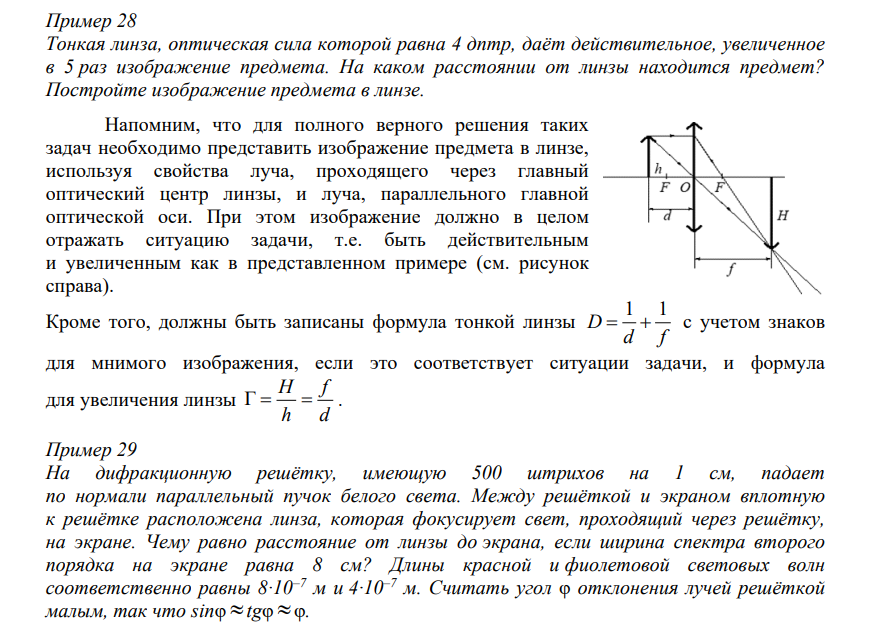 Пример 28
Тонкая линза, оптическая сила которой равна 4 дптр, даёт действительное, увеличенное
в 5 раз изображение предмета. На каком расстоянии от линзы находится предмет?
Постройте изображение предмета в линзе.
Напомним, что для полного верного решения таких
задач необходимо представить изображение предмета в линзе,
используя свойства луча, проходящего через главный
оптический центр линзы, и луча, параллельного главной
оптической оси. При этом изображение должно в целом
отражать ситуацию задачи, т.е. быть действительным
и увеличенным как в представленном примере (см. рисунок
справа).
h
F O F
d
H
f
Кроме того, должны быть записаны формула тонкой линзы D = 1/d + 1/f с учетом знаков
для мнимого изображения, если это соответствует ситуации задачи, и формула
для увеличения линзы Г = H/h = f/d .
Пример 29
На дифракционную решётку, имеющую 500 штрихов на 1 см, падает
по нормали параллельный пучок белого света. Между решёткой и экраном вплотную
к решётке расположена линза, которая фокусирует свет, проходящий через решётку,
на экране. Чему равно расстояние от линзы до экрана, если ширина спектра второго
порядка на экране равна 8 см? Длины красной и фиолетовой световых волн
соответственно равны 8·10⁻⁷ м и 4·10⁻⁷ м. Считать угол φ отклонения лучей решёткой
малым, так что sinφ ≈ tgφ ≈ φ.